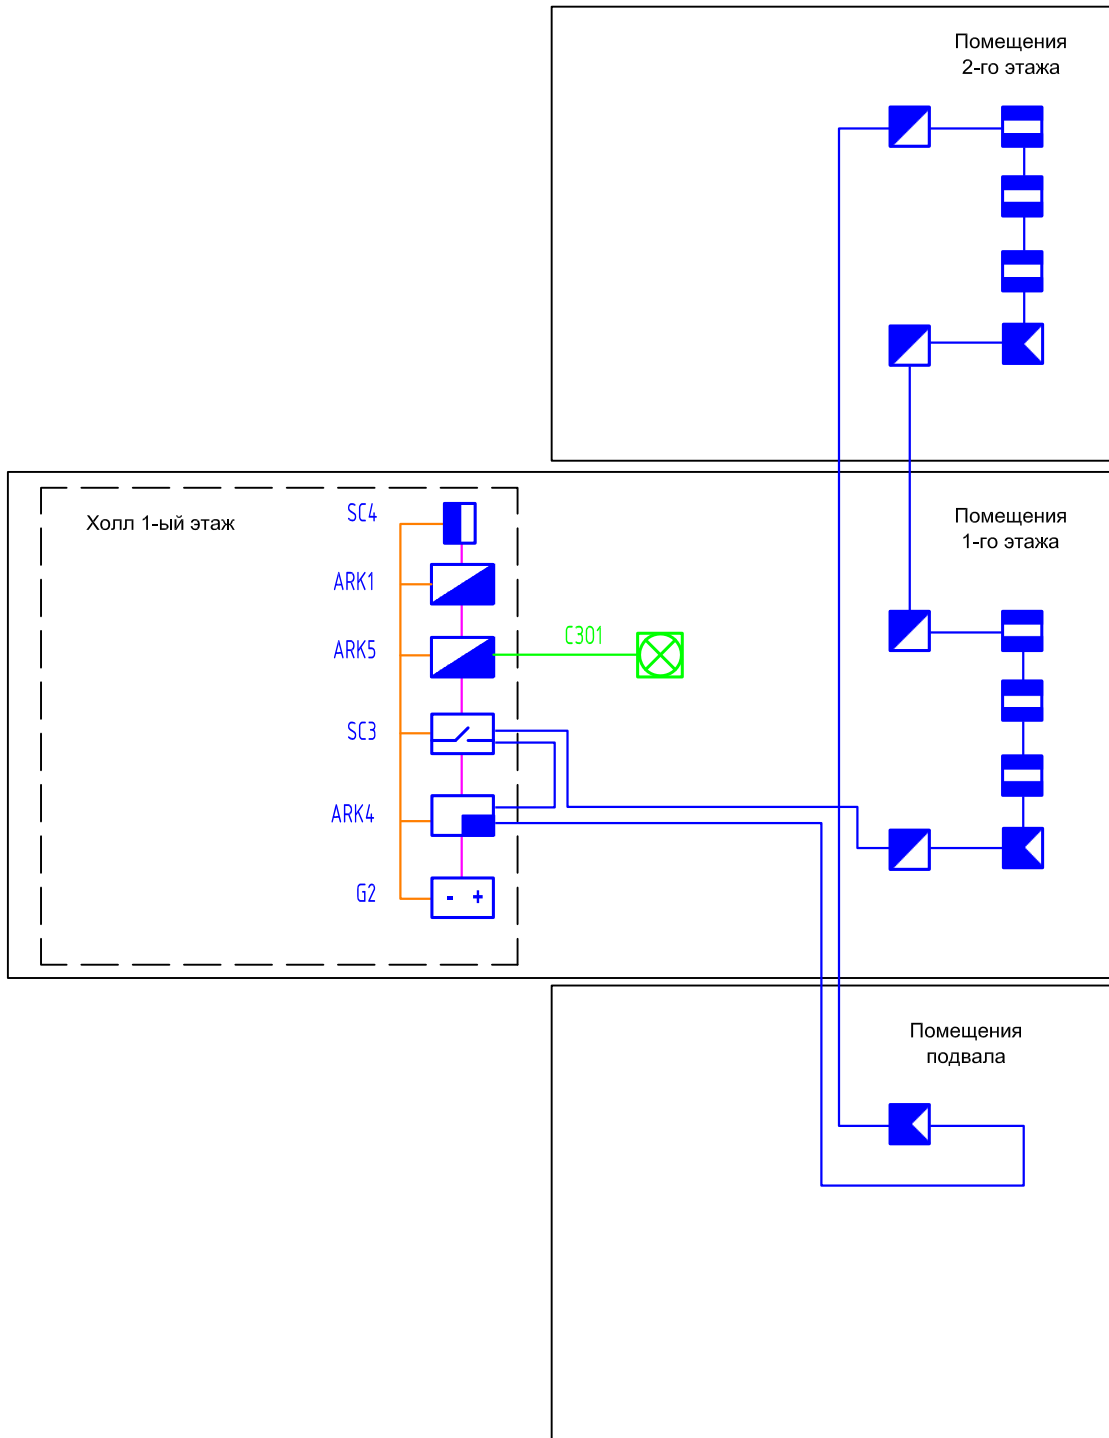 Помещения
2-го этажа
Холл 1-ый этаж
SC4
ARK1
ARK5
C301
SC3
ARK4
G2
- +
Помещения
1-го этажа
Помещения
подвала